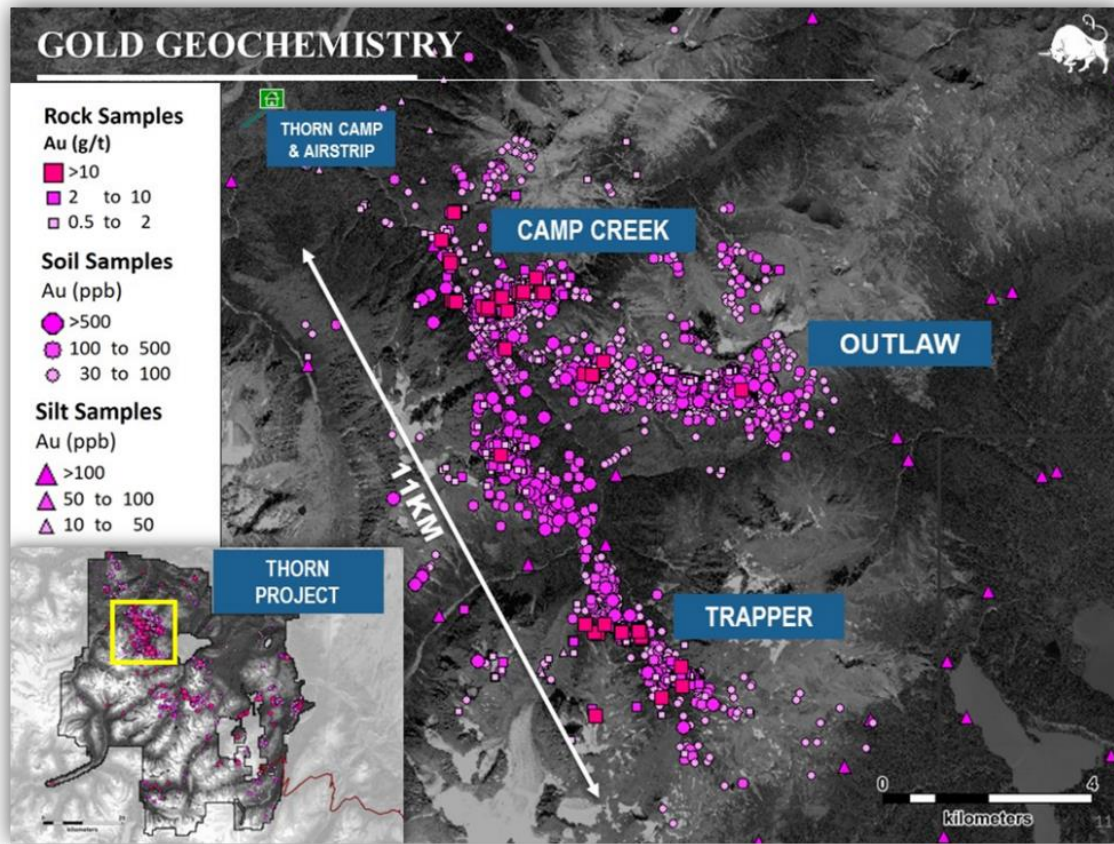 GOLD GEOCHEMISTRY
Rock Samples
Au (g/t)
>10
2 to 10
0.5 to 2
Soil Samples
Au (ppb)
>500
100 to 500
30 to 100
Silt Samples
Au (ppb)
>100
50 to 100
10 to 50
THORN CAMP
& AIRSTRIP
CAMP CREEK
OUTLAW
11KM
TRAPPER
THORN
PROJECT
kilometers
0 4
kilometers
11